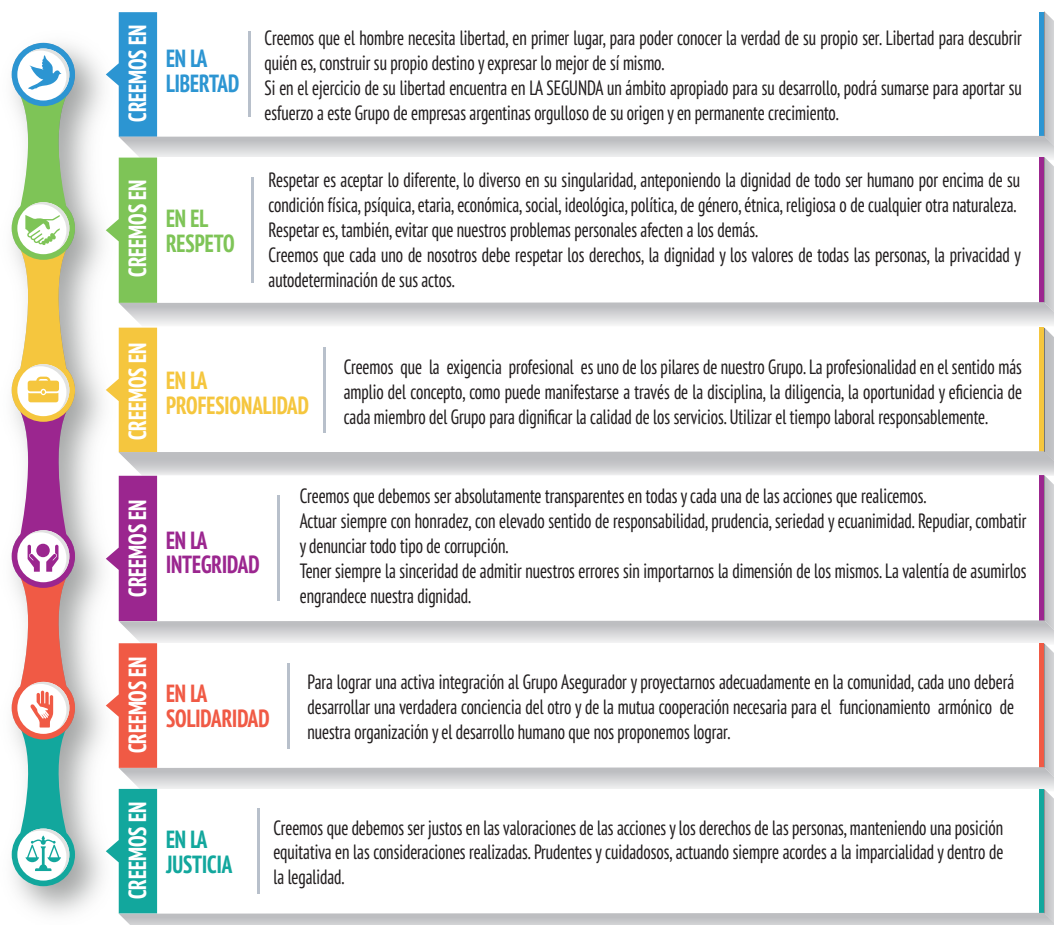 CREEMOS EN
EN LA
LIBERTAD
Creemos que el hombre necesita libertad, en primer lugar, para poder conocer la verdad de su propio ser. Libertad para descubrir
quién es, construir su propio destino y expresar lo mejor de sí mismo.
Si en el ejercicio de su libertad encuentra en LA SEGUNDA un ámbito apropiado para su desarrollo, podrá sumarse para aportar su
esfuerzo a este Grupo de empresas argentinas orgulloso de su origen y en permanente crecimiento.
CREEMOS EN
EN EL
RESPETO
Respetar es aceptar lo diferente, lo diverso en su singularidad, anteponiendo la dignidad de todo ser humano por encima de su
condición física, psíquica, etaria, económica, social, ideológica, política, de género, étnica, religiosa o de cualquier otra naturaleza.
Respetar es, también, evitar que nuestros problemas personales afecten a los demás.
Creemos que cada uno de nosotros debe respetar los derechos, la dignidad y los valores de todas las personas, la privacidad y
autodeterminación de sus actos.
CREEMOS EN
EN LA
PROFESIONALIDAD
Creemos que la exigencia profesional es uno de los pilares de nuestro Grupo. La profesionalidad en el sentido más
amplio del concepto, como puede manifestarse a través de la disciplina, la diligencia, la oportunidad y eficiencia de
cada miembro del Grupo para dignificar la calidad de los servicios. Utilizar el tiempo laboral responsablemente.
CREEMOS EN
EN LA
INTEGRIDAD
Creemos que debemos ser absolutamente transparentes en todas y cada una de las acciones que realicemos.
Actuar siempre con honradez, con elevado sentido de responsabilidad, prudencia, seriedad y ecuanimidad. Repudiar, combatir
y denunciar todo tipo de corrupción.
Tener siempre la sinceridad de admitir nuestros errores sin importarnos la dimensión de los mismos. La valentía de asumirlos
engrandece nuestra dignidad.
CREEMOS EN
EN LA
SOLIDARIDAD
Para lograr una activa integración al Grupo Asegurador y proyectarnos adecuadamente en la comunidad, cada uno deberá
desarrollar una verdadera conciencia del otro y de la mutua cooperación necesaria para el funcionamiento armónico de
nuestra organización y el desarrollo humano que nos proponemos lograr.
CREEMOS EN
EN LA
JUSTICIA
Creemos que debemos ser justos en las valoraciones de las acciones y los derechos de las personas, manteniendo una posición
equitativa en las consideraciones realizadas. Prudentes y cuidadosos, actuando siempre acordes a la imparcialidad y dentro de
la legalidad.